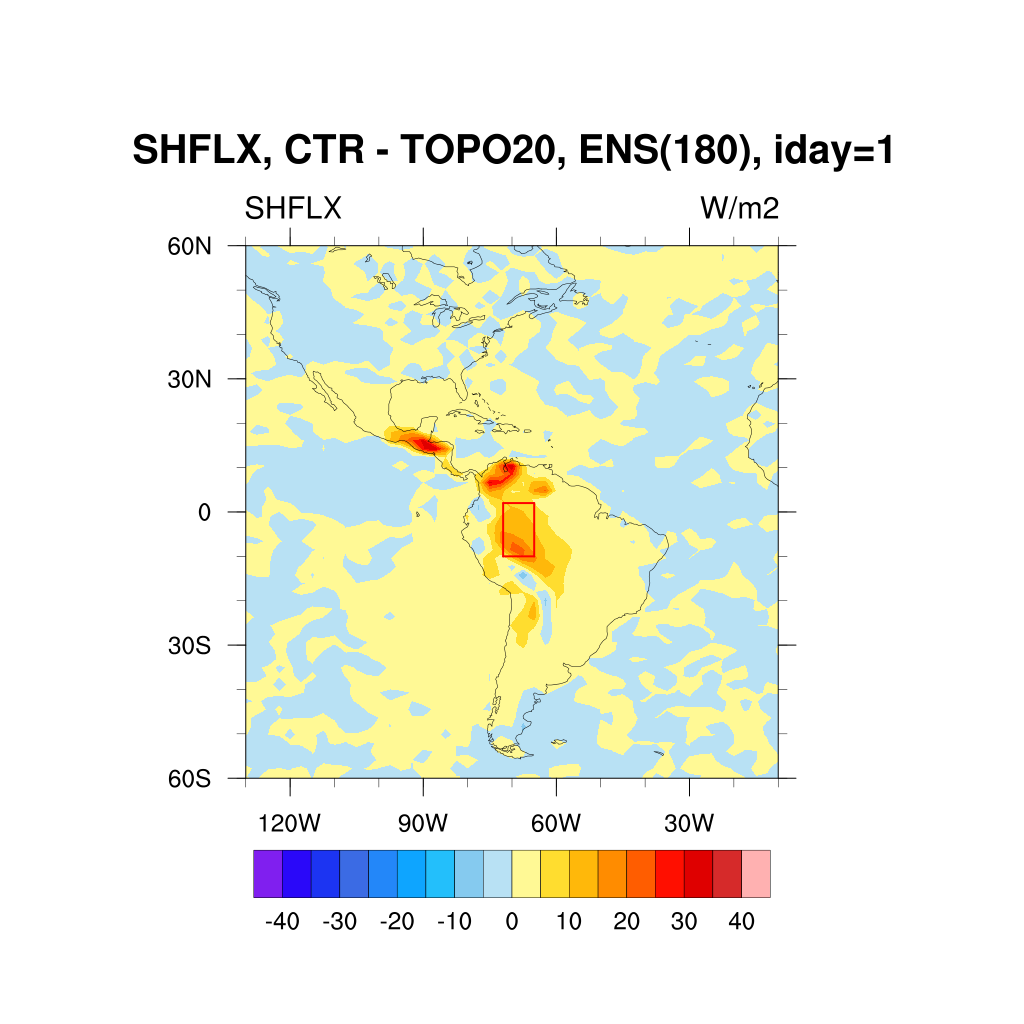 SHFLX, CTR - TOPO20, ENS(180), iday=1
SHFLX W/m2
60N
30N
0
30S
60S
120W 90W 60W 30W
-40 -30 -20 -10 0 10 20 30 40